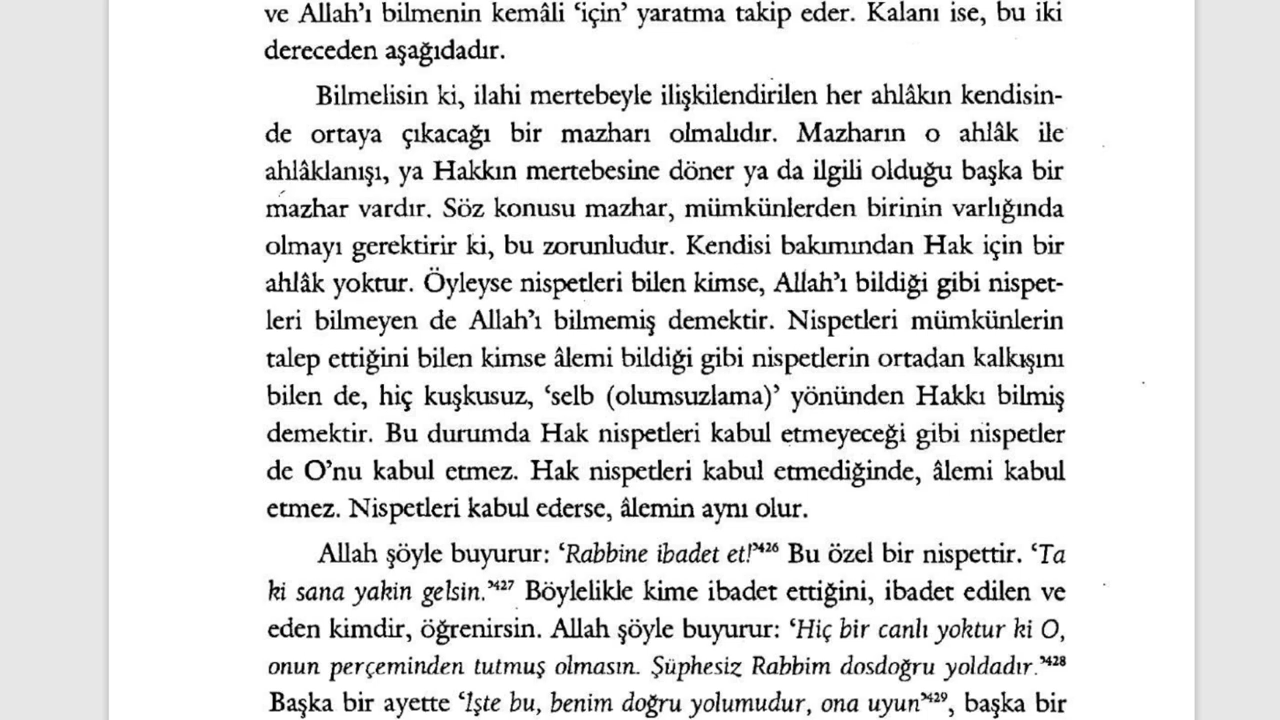 ve Allah’ı bilmenin kemâli ‘için’ yaratma takip eder. Kalanı ise, bu iki
dereceden aşağıdadır.
Bilmelisin ki, ilahi mertebeyle ilişkilendirilen her ahlâkın kendisin-
de ortaya çıkacağı bir mazharı olmalıdır. Mazharın o ahlâk ile
ahlâklanışı, ya Hakkın mertebesine döner ya da ilgili olduğu başka bir
mazhar vardır. Söz konusu mazhar, mümkünlerden birinin varlığında
olmayı gerektirir ki, bu zorunludur. Kendisi bakımından Hak için bir
ahlâk yoktur. Öyleyse nispetleri bilen kimse, Allah’ı bildiği gibi nispet-
leri bilmeyen de Allah’ı bilmemiş demektir. Nispetleri mümkünlerin
talep ettiğini bilen kimse âlemi bildiği gibi nispetlerin ortadan kalkışını
bilen de, hiç kuşkusuz, ‘selb (olumsuzlama)’ yönünden Hakkı bilmiş
demektir. Bu durumda Hak nispetleri kabul etmeyeceği gibi nispetler
de O’nu kabul etmez. Hak nispetleri kabul etmediğinde, âlemi kabul
etmez. Nispetleri kabul ederse, âlemin aynı olur.
Allah şöyle buyurur: ‘Rabbine ibadet et!’426 Bu özel bir nispettir. ‘Ta
ki sana yakin gelsin.’427 Böylelikle kime ibadet ettiğini, ibadet edilen ve
eden kimdir, öğrenirsin. Allah şöyle buyurur: ‘Hiç bir canlı yoktur ki O,
onun perçeminden tutmuş olmasın. Şüphesiz Rabbim dosdoğru yoldadır.’428
Başka bir ayette ‘İşte bu, benim doğru yolumudur, ona uyun’429, başka bir